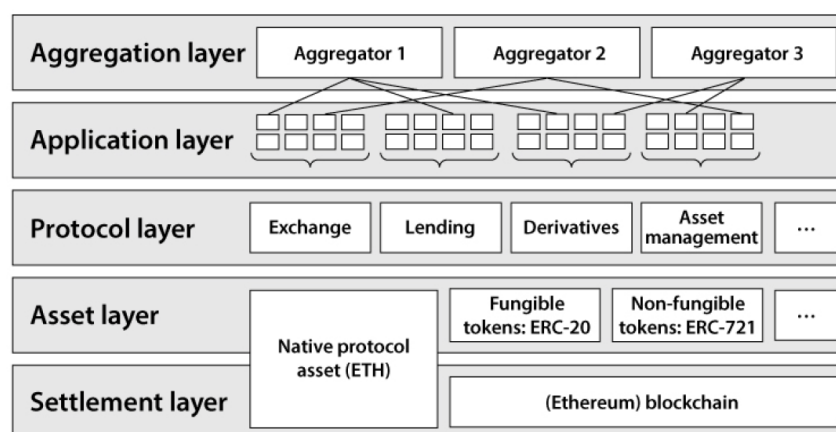 Aggregation layer
Aggregator 1
Aggregator 2
Aggregator 3
Application layer
Protocol layer
Exchange
Lending
Derivatives
Asset
management
...
Asset layer
Fungible
tokens: ERC-20
Non-fungible
tokens: ERC-721
...
Native protocol
asset (ETH)
Settlement layer
(Ethereum) blockchain